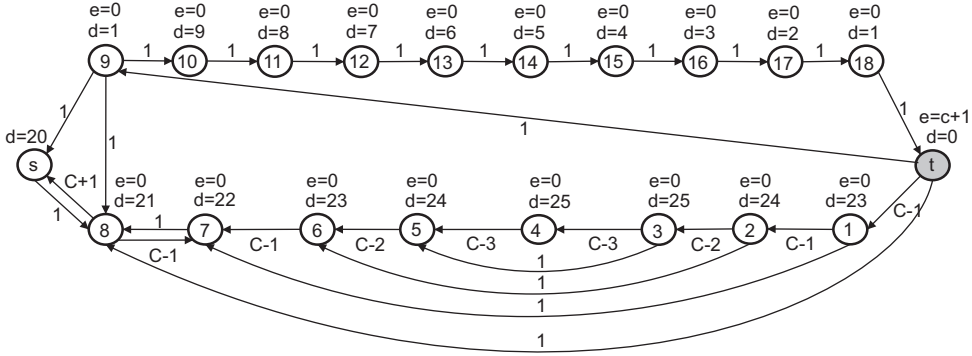 e=0 e=0 e=0 e=0 e=0 e=0 e=0 e=0 e=0 e=0
d=1 d=9 d=8 d=7 d=6 d=5 d=4 d=3 d=2 d=1
1 1 1 1 1 1 1 1 1
9 10 11 12 13 14 15 16 17 18
1 1 e=c+1
d=20 1 1 d=0
s t
C+1 e=0 e=0 e=0 e=0 e=0 e=0 e=0
d=21 d=22 d=23 d=24 d=25 d=25 d=24 d=23
1 1 C-1
8 7 6 5 4 3 2 1
C-1 C-1 C-2 C-3 C-3 C-2 C-1
1
1
1
1